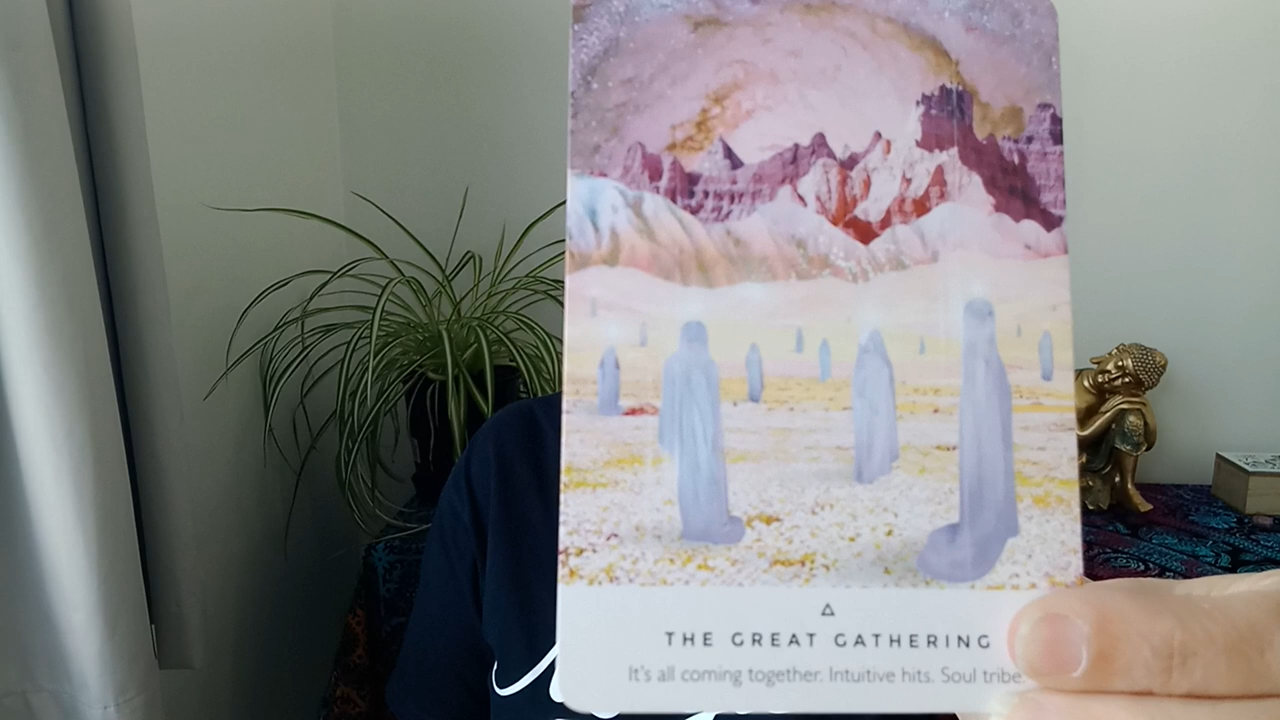 THE GREAT GATHERING
It's all coming together. Intuitive hits. Soul tribe.